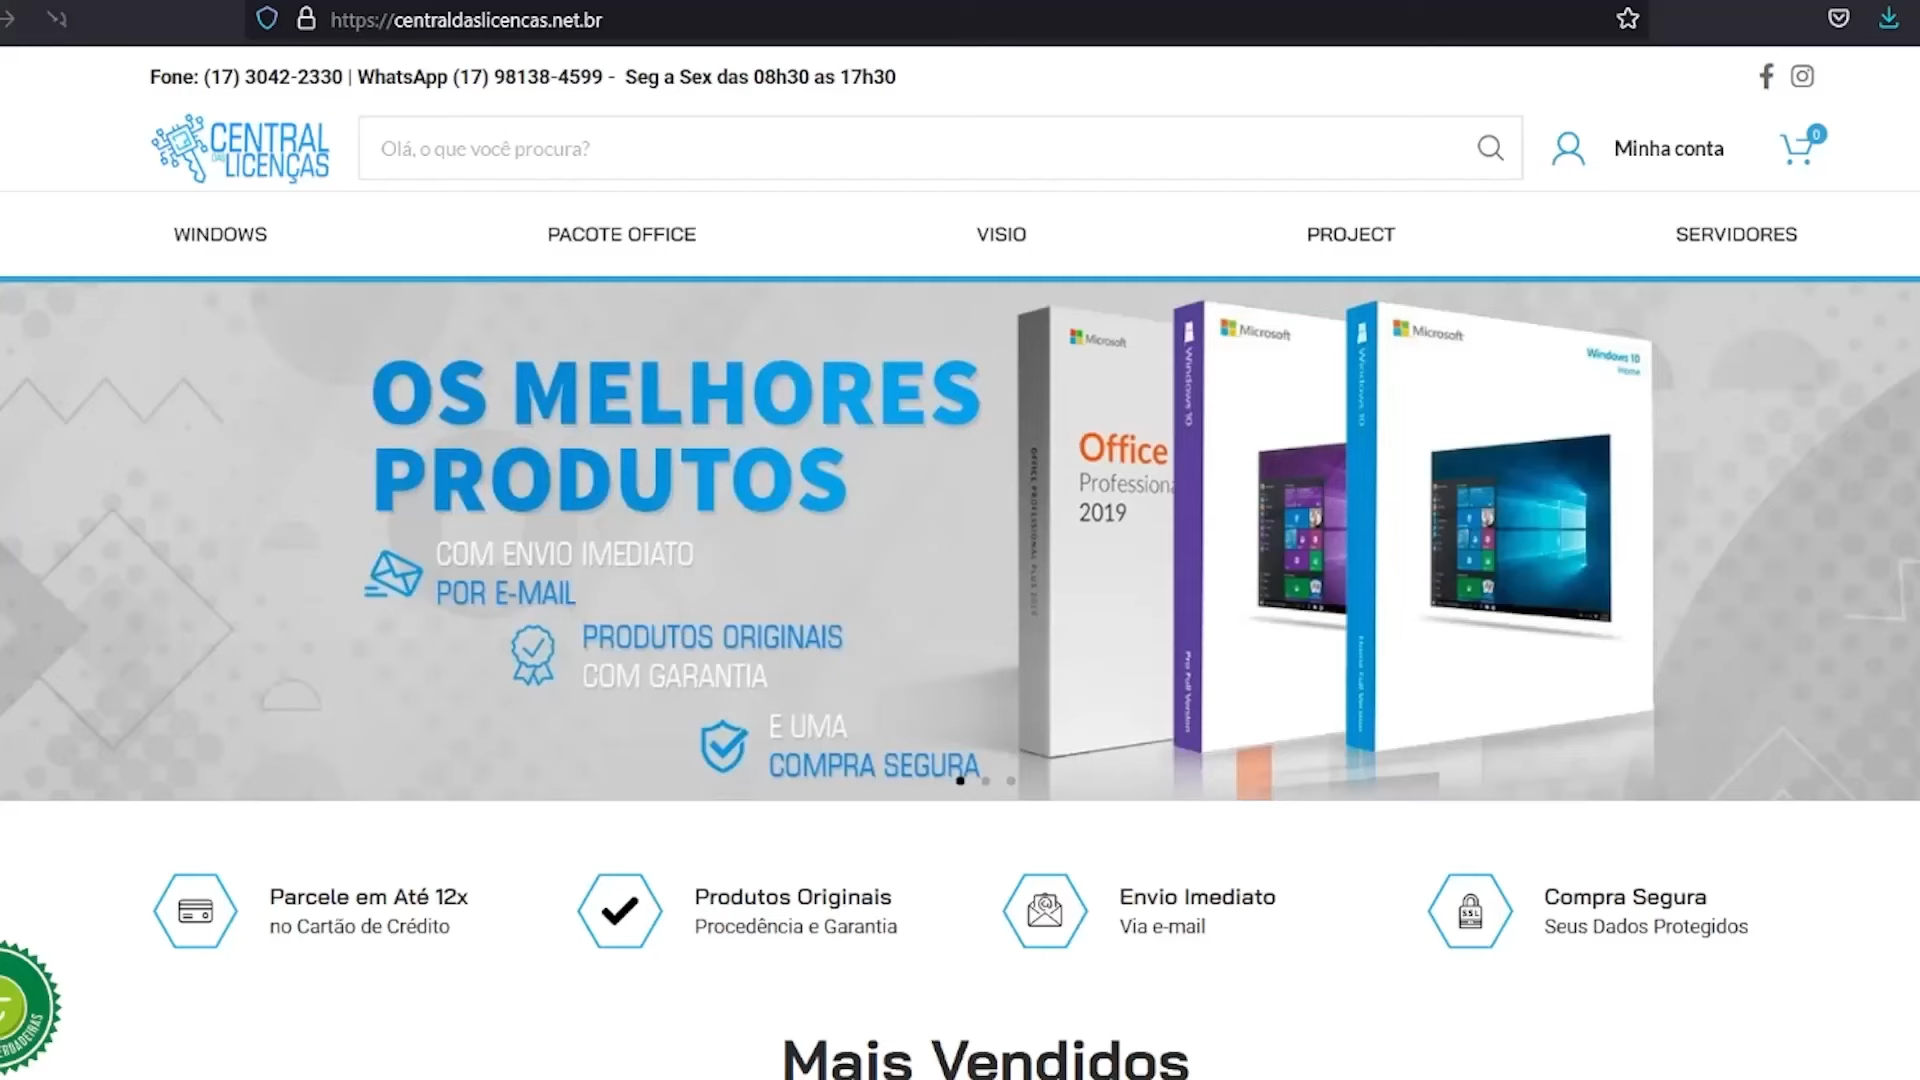 https://centraldaslicencas.net.br
Fone: (17) 3042-2330 | WhatsApp (17) 98138-4599 - Seg a Sex das 08h30 as 17h30
CENTRAL
DAS
LICENÇAS
Olá, o que você procura?
Minha conta
0
WINDOWS
PACOTE OFFICE
VISIO
PROJECT
SERVIDORES
OS MELHORES
PRODUTOS
COM ENVIO IMEDIATO
POR E-MAIL
PRODUTOS ORIGINAIS
COM GARANTIA
E UMA
COMPRA SEGURA
Microsoft
Office
Professiona
2019
OFFICE PROFESSIONAL PLUS 2019
Microsoft
Windows 10
Pro Full Version
Microsoft
Windows 10
Home
Windows 10
Home Full Version
Parcele em Até 12x
no Cartão de Crédito
Produtos Originais
Procedência e Garantia
Envio Imediato
Via e-mail
SSL
Compra Segura
Seus Dados Protegidos
ERDADEIRAS
Mais Vendidos